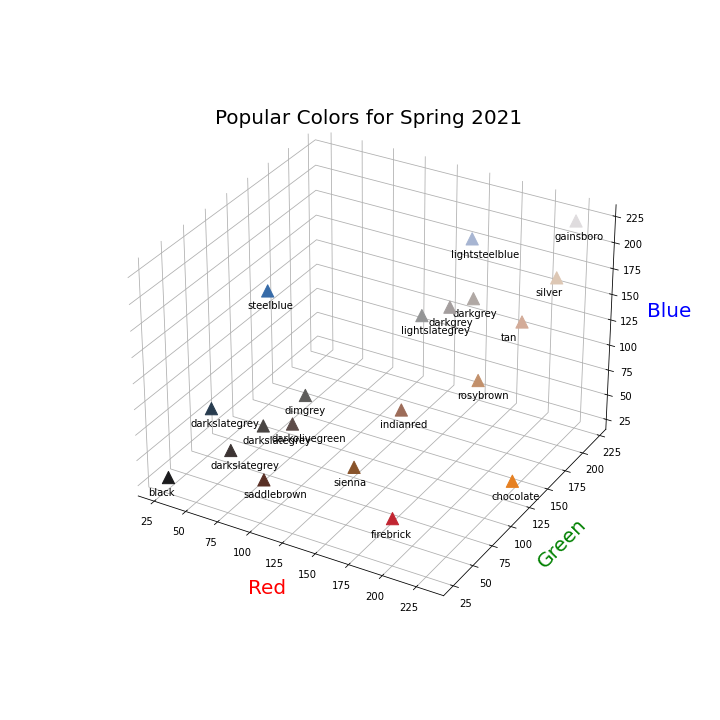 Popular Colors for Spring 2021
gainsboro
lightsteelblue
silver
steelblue
darkgrey
darkgrey
lightslategrey
tan
rosybrown
dimgrey
indianred
darkslategrey
darkslategrey
darkolivegreen
darkslategrey
sienna
black
saddlebrown
chocolate
firebrick
225
200
175
150
125
100
75
50
25
Blue
225
200
175
150
125
100
75
50
25
Green
25
50
75
100
125
150
175
200
225
Red